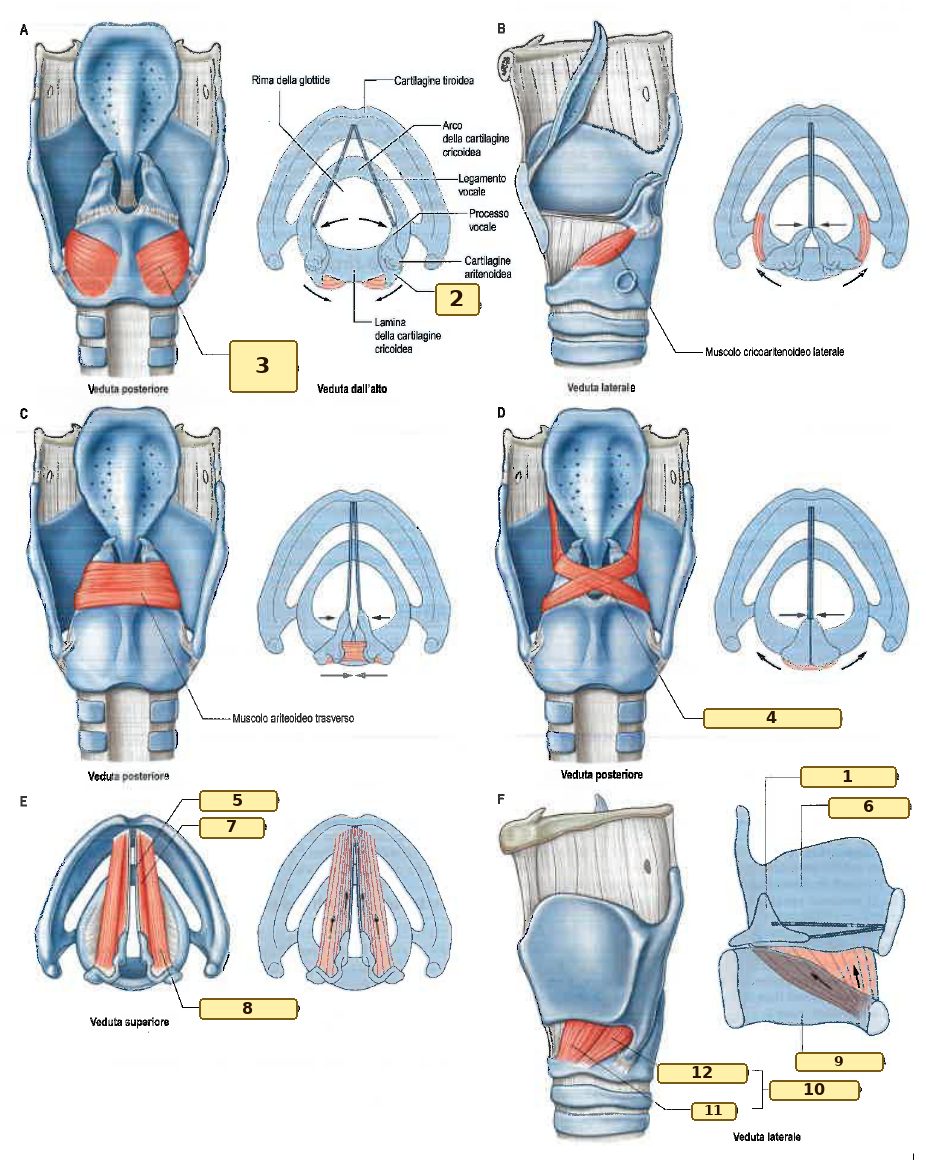 A
B
Rima della glottide
Cartilagine tiroidea
Arco
della cartilagine
cricoidea
Legamento
vocale
Processo
vocale
Cartilagine
aritenoidea
2
Lamina
della cartilagine
cricoidea
3
Muscolo cricoaritenoideo laterale
Veduta posteriore
Veduta dall'alto
Veduta laterale
C
D
Muscolo ariteoideo trasverso
4
Veduta posteriore
Veduta posteriore
E
F
5
7
8
Veduta superiore
1
6
9
12
10
11
Veduta laterale